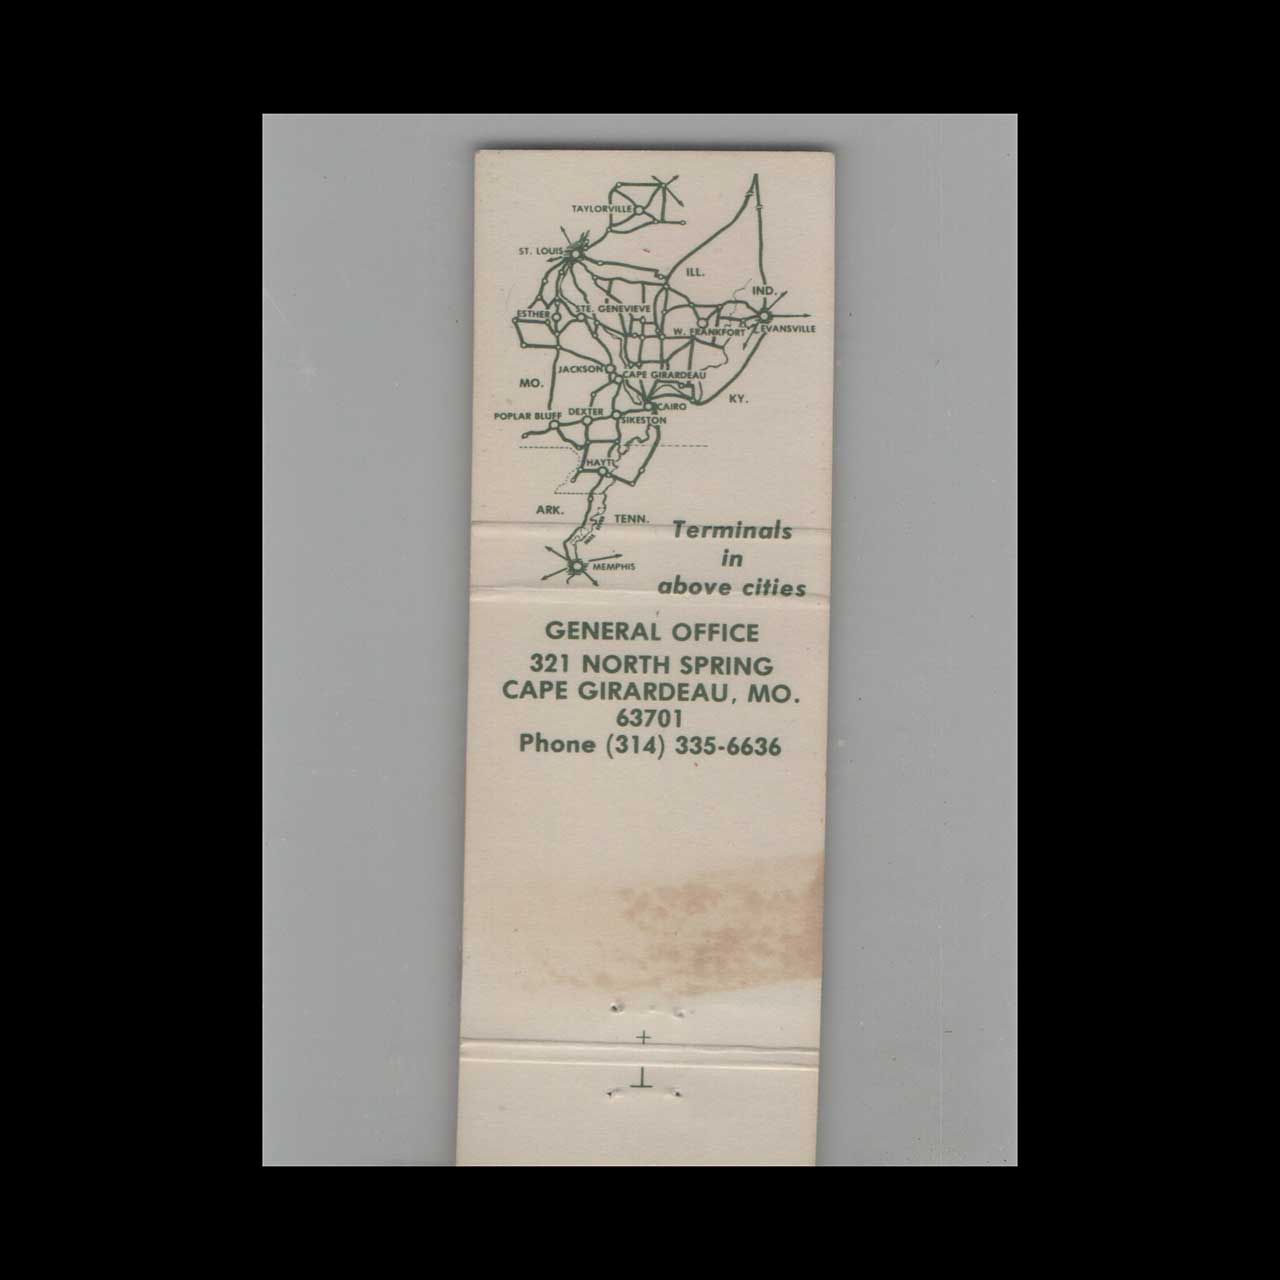 TAYLORVILLE
ST. LOUIS
ILL.
IND.
STE. GENEVIEVE
ESTHER
W. FRANKFORT
EVANSVILLE
JACKSON
CAPE GIRARDEAU
MO.
KY.
CAIRO
POPLAR BLUFF
DEXTER
SIKESTON
HAYTI
ARK.
TENN.
MEMPHIS
Terminals
in
above cities
GENERAL OFFICE
321 NORTH SPRING
CAPE GIRARDEAU, MO.
63701
Phone (314) 335-6636